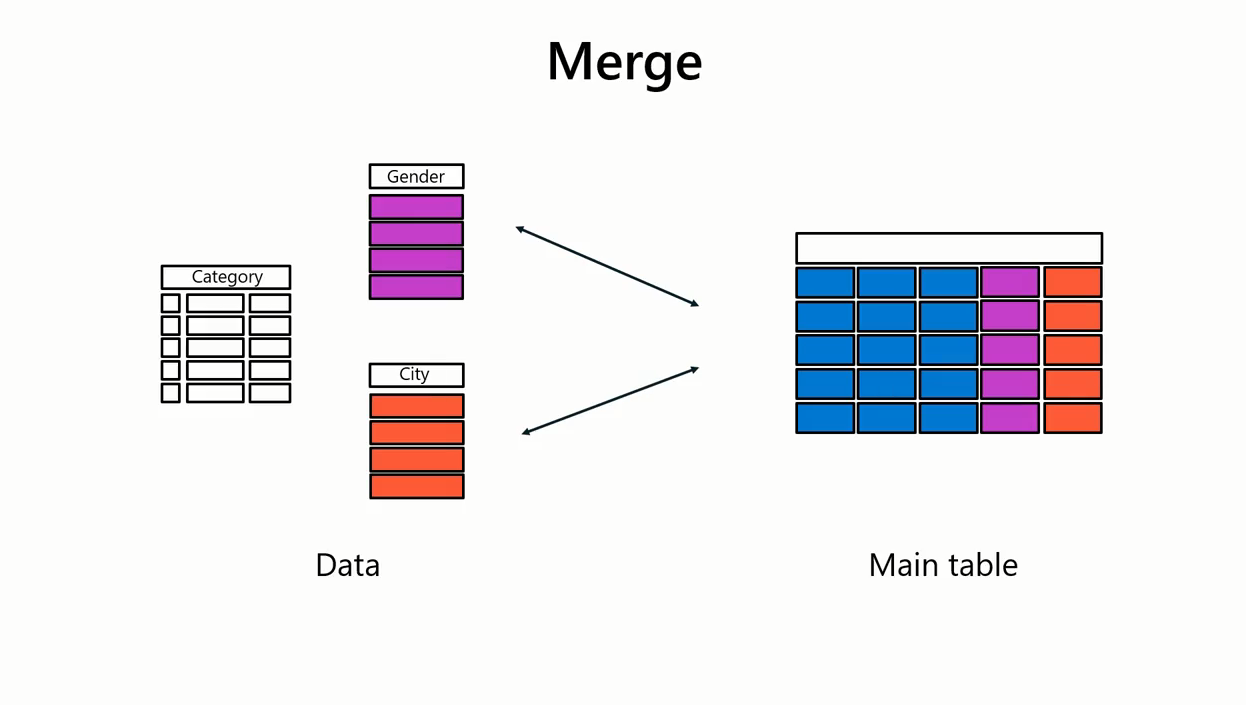 Merge
Gender
Category
City
Data
Main table